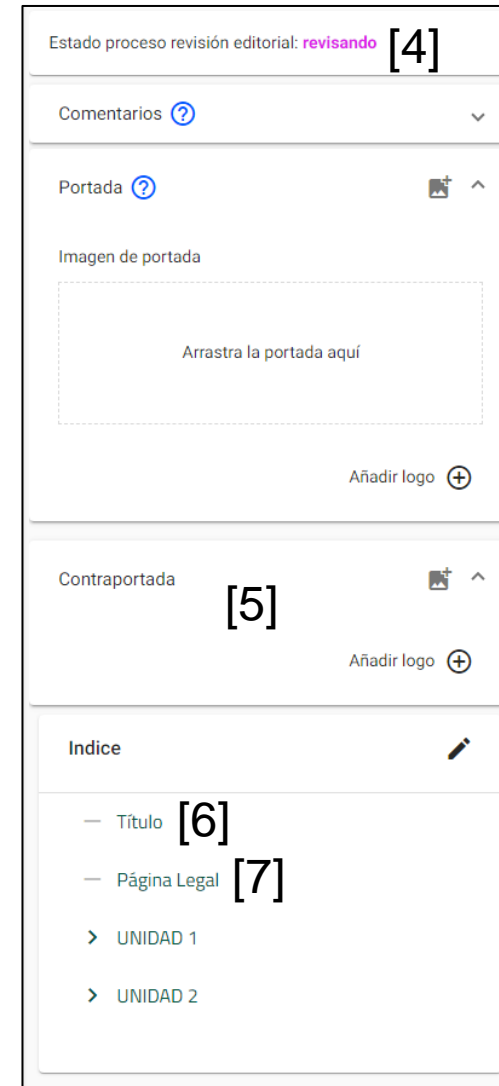 Estado proceso revisión editorial: revisando [4]
Comentarios ?
Portada ?
Imagen de portada
Arrastra la portada aquí
Añadir logo
Contraportada [5]
Añadir logo
Indice
Título [6]
Página Legal [7]
UNIDAD 1
UNIDAD 2